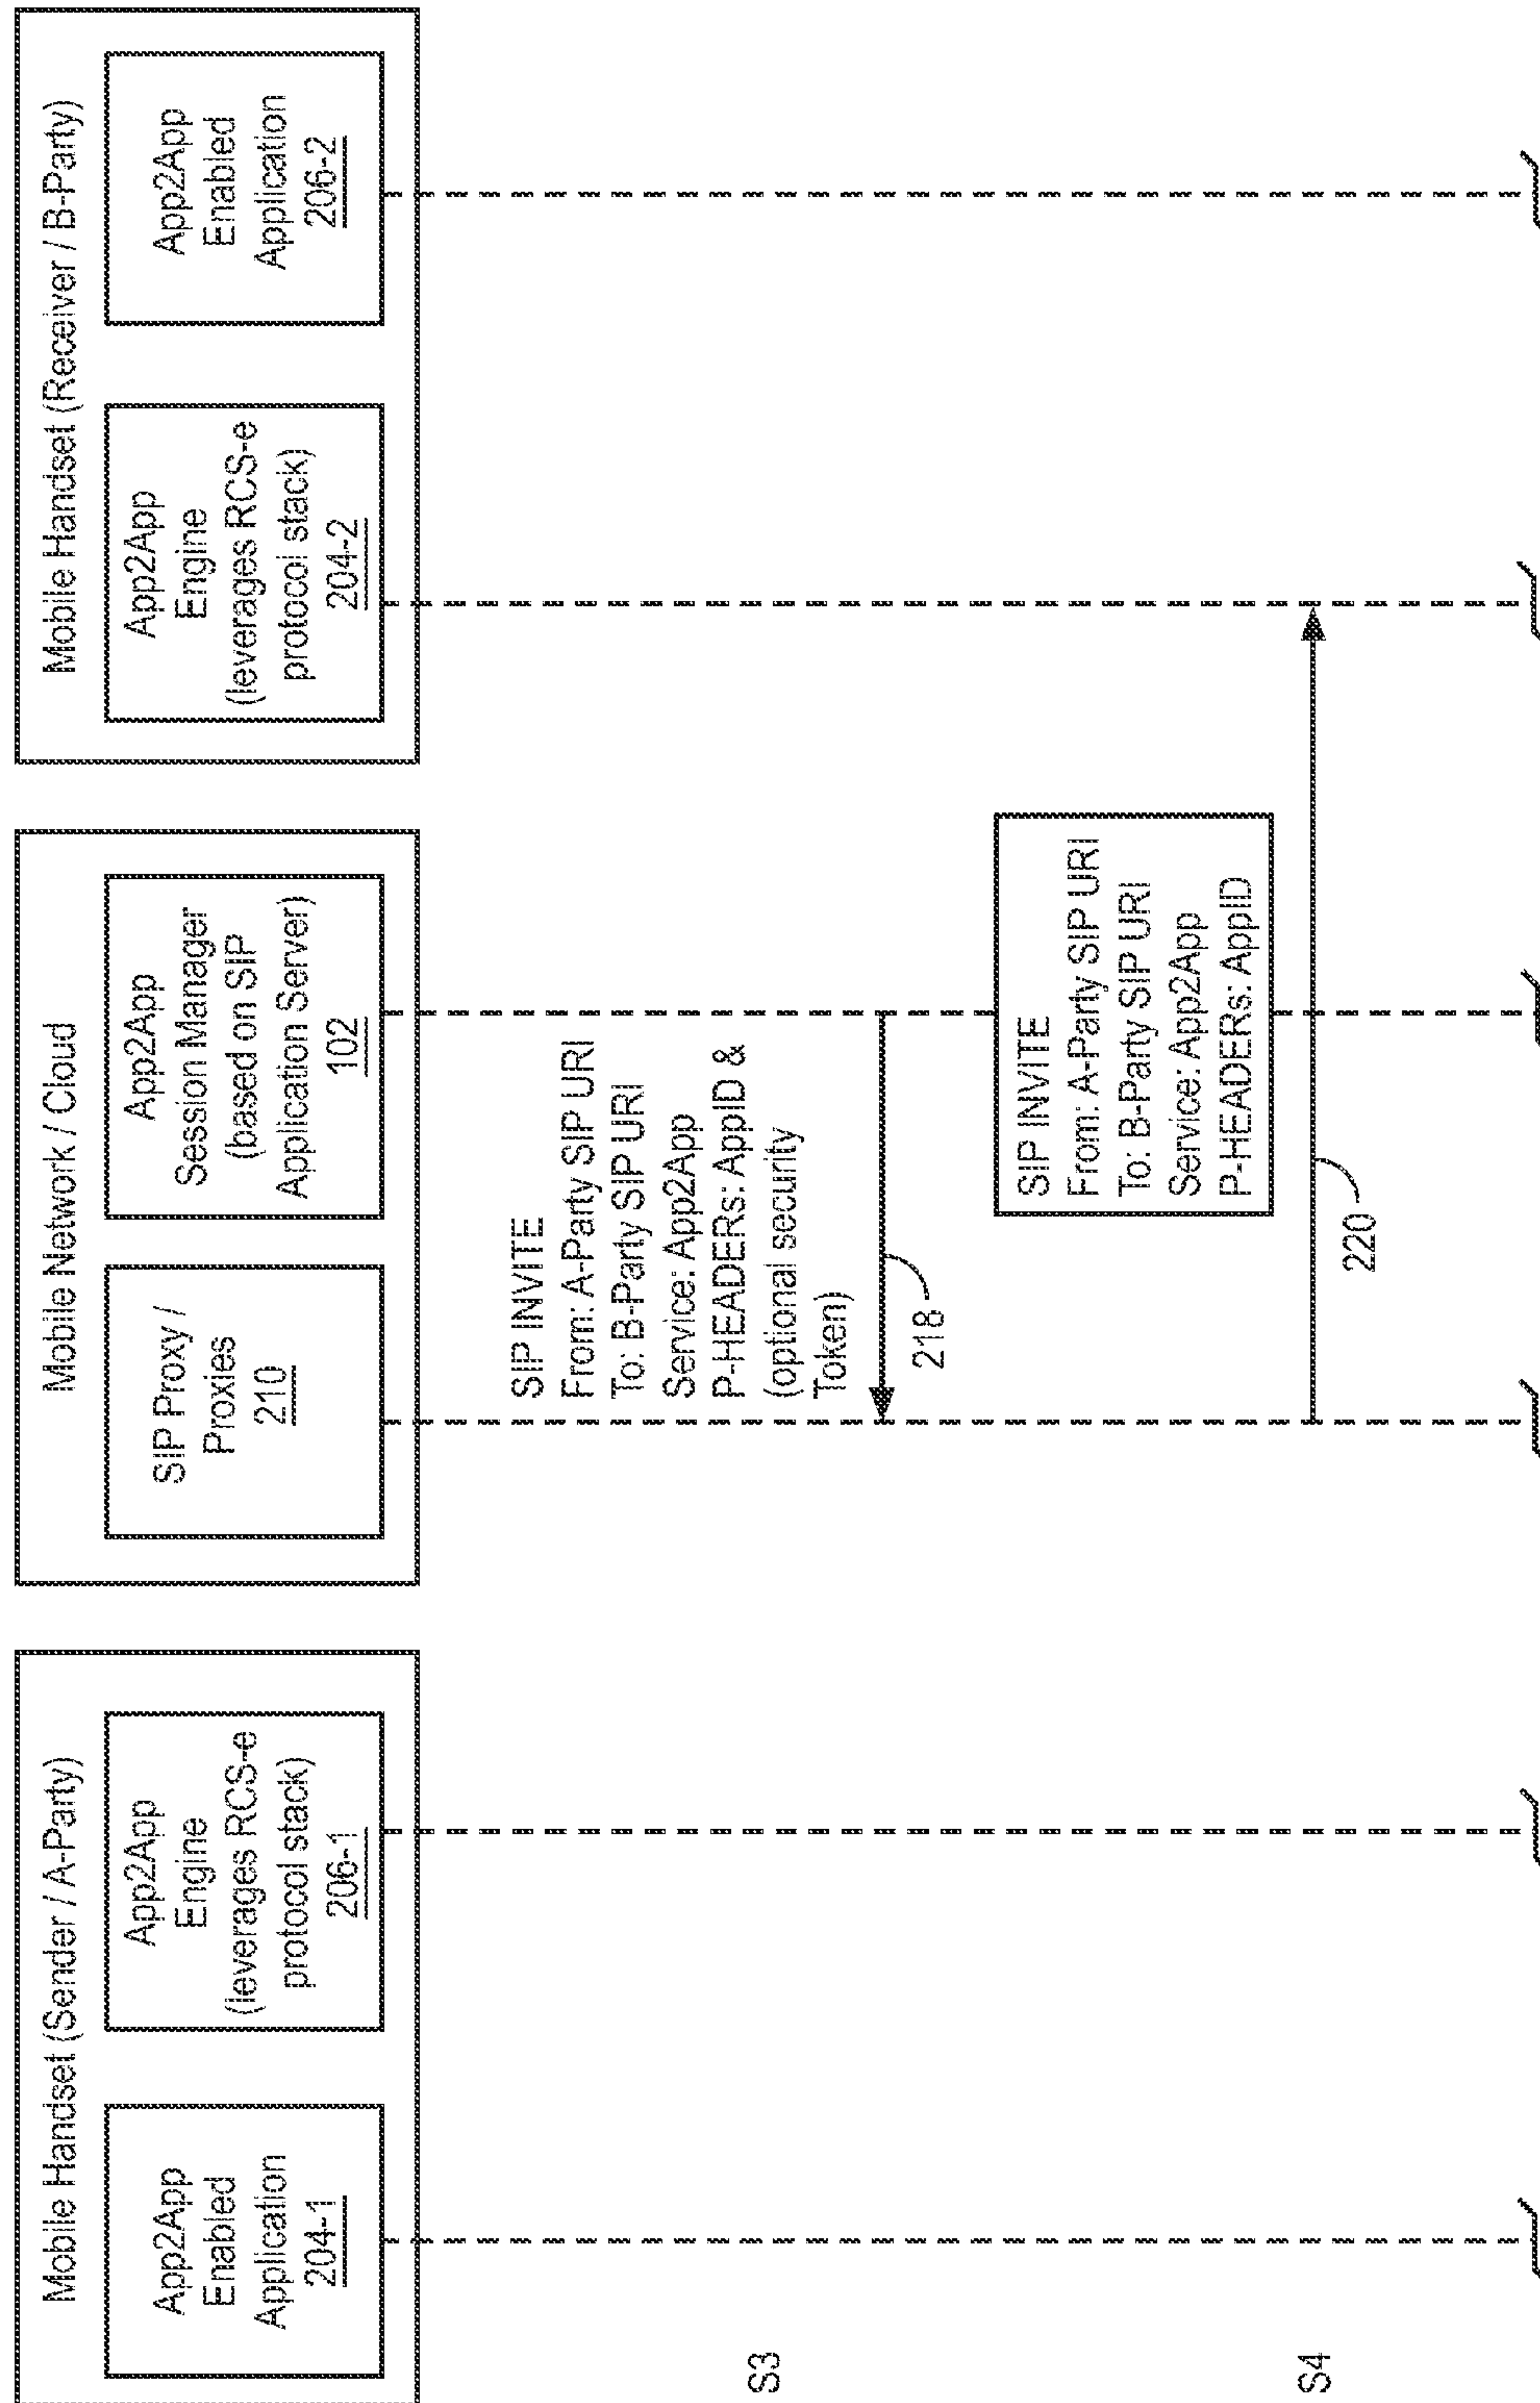 Mobile Handset (Sender / A-Party)
App2App
Enabled
Application
204-1
App2App
Engine
(leverages RCS-e
protocol stack)
206-1
Mobile Network / Cloud
SIP Proxy /
Proxies
210
App2App
Session Manager
(based on SIP
Application Server)
102
Mobile Handset (Receiver / B-Party)
App2App
Engine
(leverages RCS-e
protocol stack)
204-2
App2App
Enabled
Application
206-2
S3
SIP INVITE
From: A-Party SIP URI
To: B-Party SIP URI
Service: App2App
P-HEADERs: AppID &
(optional security
Token)
218
S4
SIP INVITE
From: A-Party SIP URI
To: B-Party SIP URI
Service: App2App
P-HEADERs: AppID
220